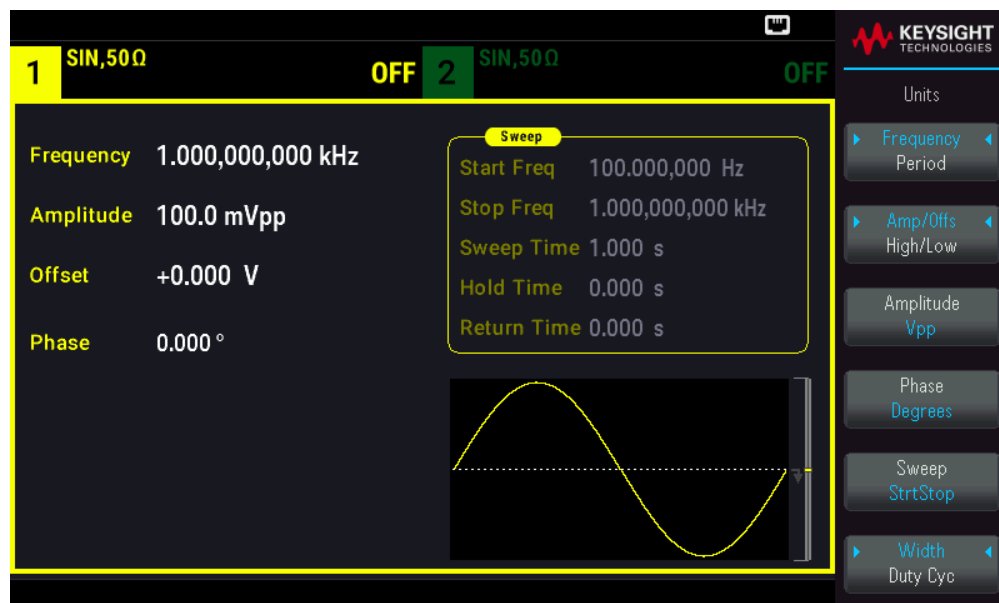 KEYSIGHT
TECHNOLOGIES
1 SIN,50Ω OFF 2 SIN,50Ω OFF
Frequency 1.000,000,000 kHz
Amplitude 100.0 mVpp
Offset +0.000 V
Phase 0.000 °
Sweep
Start Freq 100.000,000 Hz
Stop Freq 1.000,000,000 kHz
Sweep Time 1.000 s
Hold Time 0.000 s
Return Time 0.000 s
Units
Frequency
Period
Amp/Offs
High/Low
Amplitude
Vpp
Phase
Degrees
Sweep
StrtStop
Width
Duty Cyc